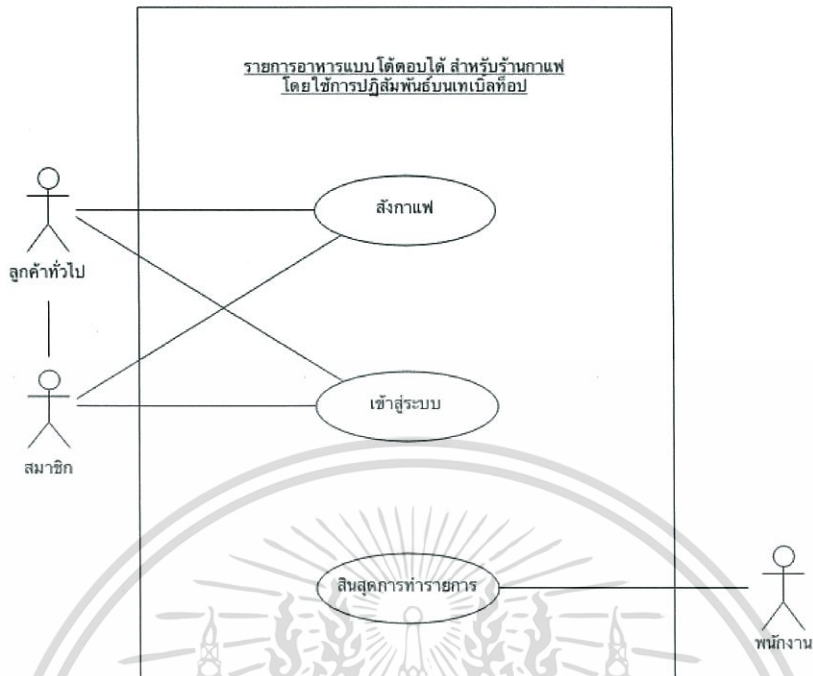 รายการอาหารแบบโต้ตอบได้ สำหรับร้านกาแฟ
โดยใช้การปฏิสัมพันธ์บนเทเบิ้ลท็อป
สั่งกาแฟ
ลูกค้าทั่วไป
เข้าสู่ระบบ
สมาชิก
สิ้นสุดการทำรายการ
พนักงาน